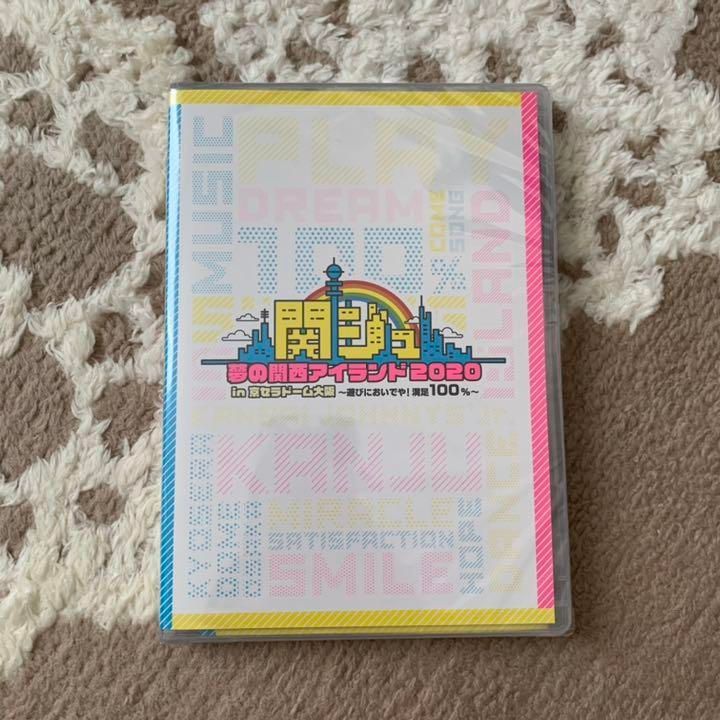 MUSIC
PLAY
DREAM
COME
SONG
100%
ISLAND
関ジュ
夢の関西アイランド2020
in 京セラドーム大阪 ～遊びにおいでや!満足100%～
KANSAI JOHNNYS' Jr.
KANJU
KYOCERA
DOME
MIRACLE
SATISFACTION
SMILE
HOPE
DANCE